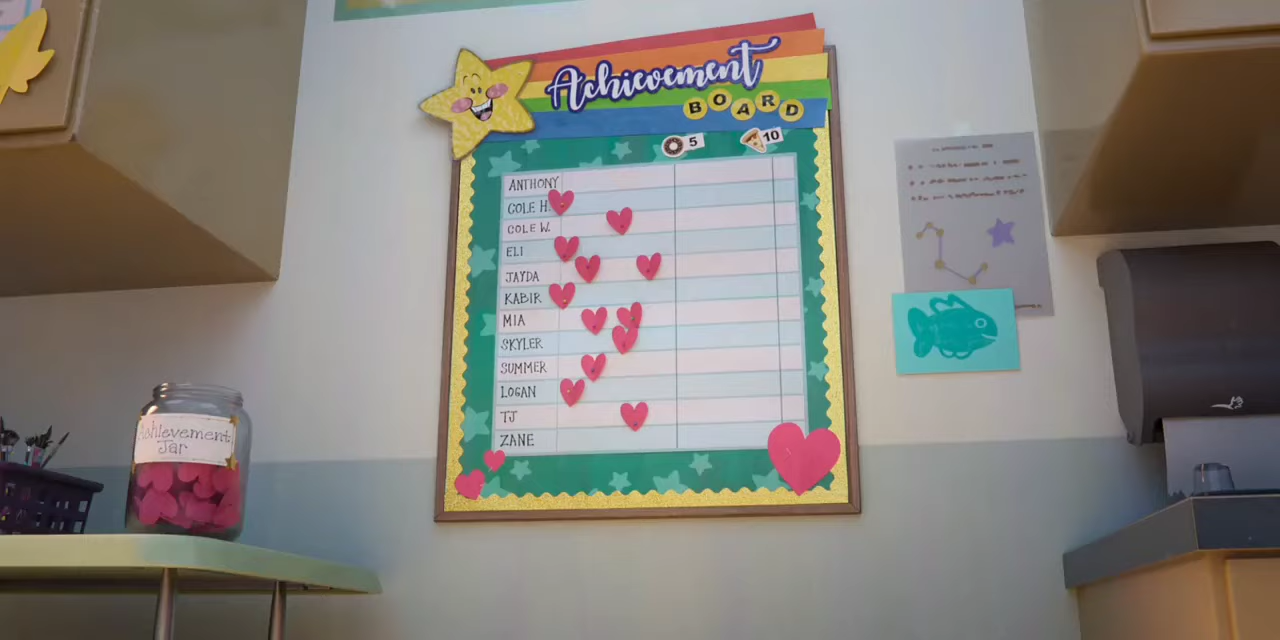 Achievement
BOARD
5
10
ANTHONY
COLE H.
COLE W.
ELI
JAYDA
KABIR
MIA
SKYLER
SUMMER
LOGAN
TJ
ZANE
Achievement
Jar